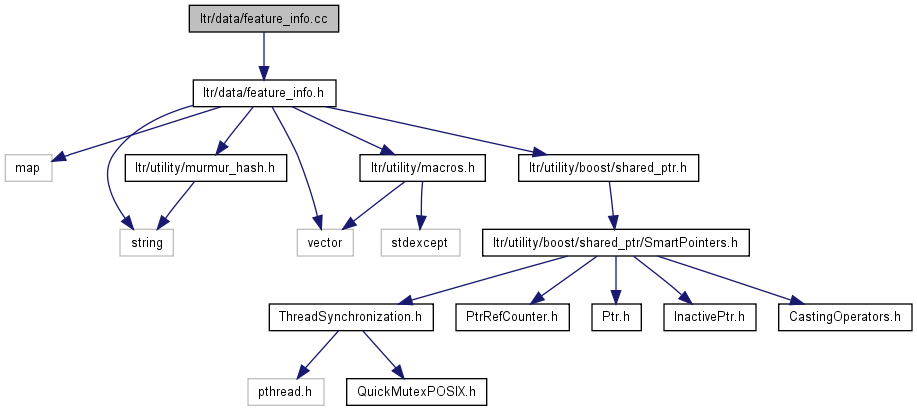 ltr/data/feature_info.cc
ltr/data/feature_info.h
map
ltr/utility/murmur_hash.h
ltr/utility/macros.h
ltr/utility/boost/shared_ptr.h
string
vector
stdexcept
ltr/utility/boost/shared_ptr/SmartPointers.h
ThreadSynchronization.h
PtrRefCounter.h
Ptr.h
InactivePtr.h
CastingOperators.h
pthread.h
QuickMutexPOSIX.h